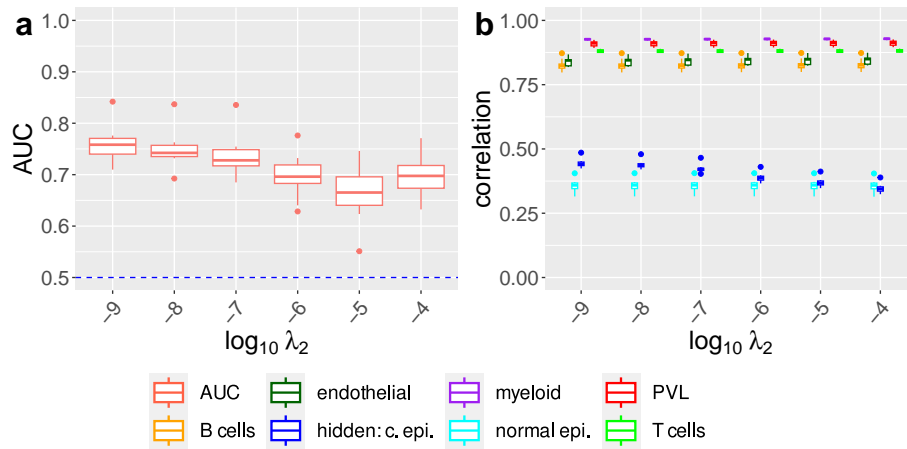 a
b
1.0
0.9
0.8
0.7
0.6
0.5
AUC
−9
−8
−7
−6
−5
−4
log10 λ2
1.00
0.75
0.50
0.25
0.00
correlation
−9
−8
−7
−6
−5
−4
log10 λ2
AUC
endothelial
myeloid
PVL
B cells
hidden: c. epi.
normal epi.
T cells